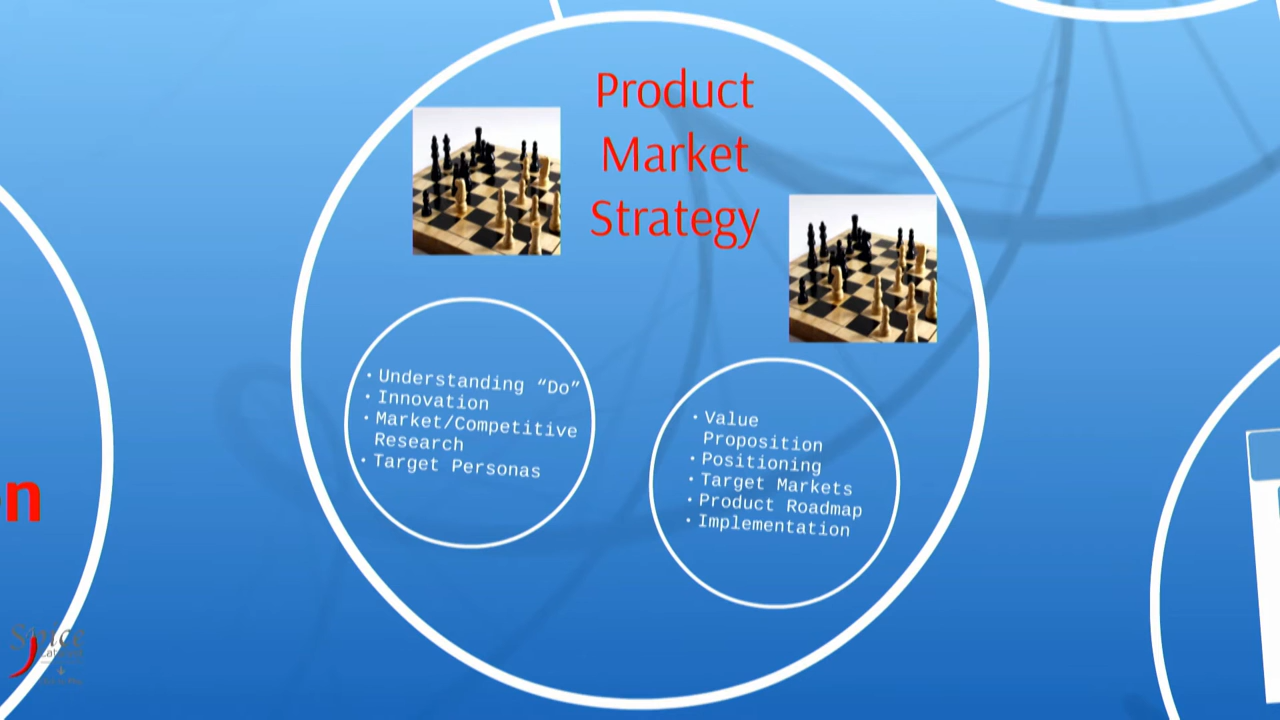 Product
Market
Strategy
• Understanding “Do”
• Innovation
• Market/Competitive
Research
• Target Personas
• Value
Proposition
• Positioning
• Target Markets
• Product Roadmap
• Implementation
n